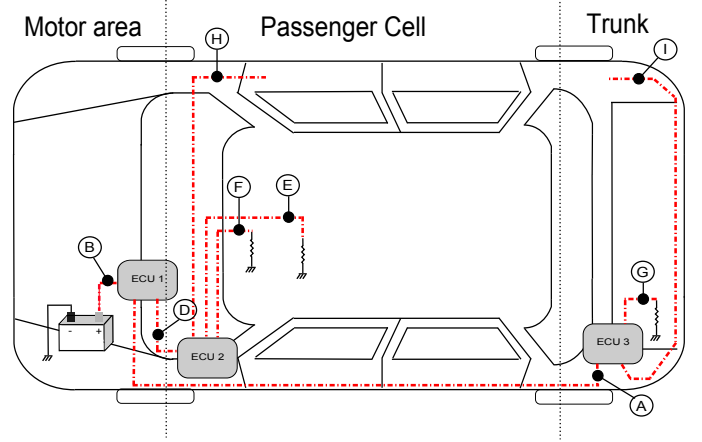 Motor area Passenger Cell Trunk
H
I
F
E
B
ECU 1
G
D
- +
ECU 2
ECU 3
A